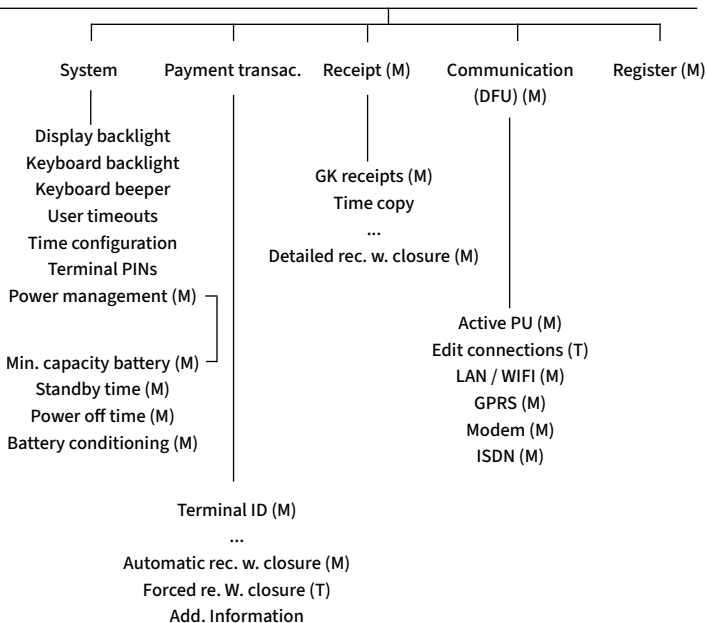 System
Payment transac.
Receipt (M)
Communication
(DFU) (M)
Register (M)
Display backlight
Keyboard backlight
Keyboard beeper
User timeouts
Time configuration
Terminal PINs
Power management (M)
Min. capacity battery (M)
Standby time (M)
Power off time (M)
Battery conditioning (M)
GK receipts (M)
Time copy
...
Detailed rec. w. closure (M)
Active PU (M)
Edit connections (T)
LAN / WIFI (M)
GPRS (M)
Modem (M)
ISDN (M)
Terminal ID (M)
...
Automatic rec. w. closure (M)
Forced re. W. closure (T)
Add. Information